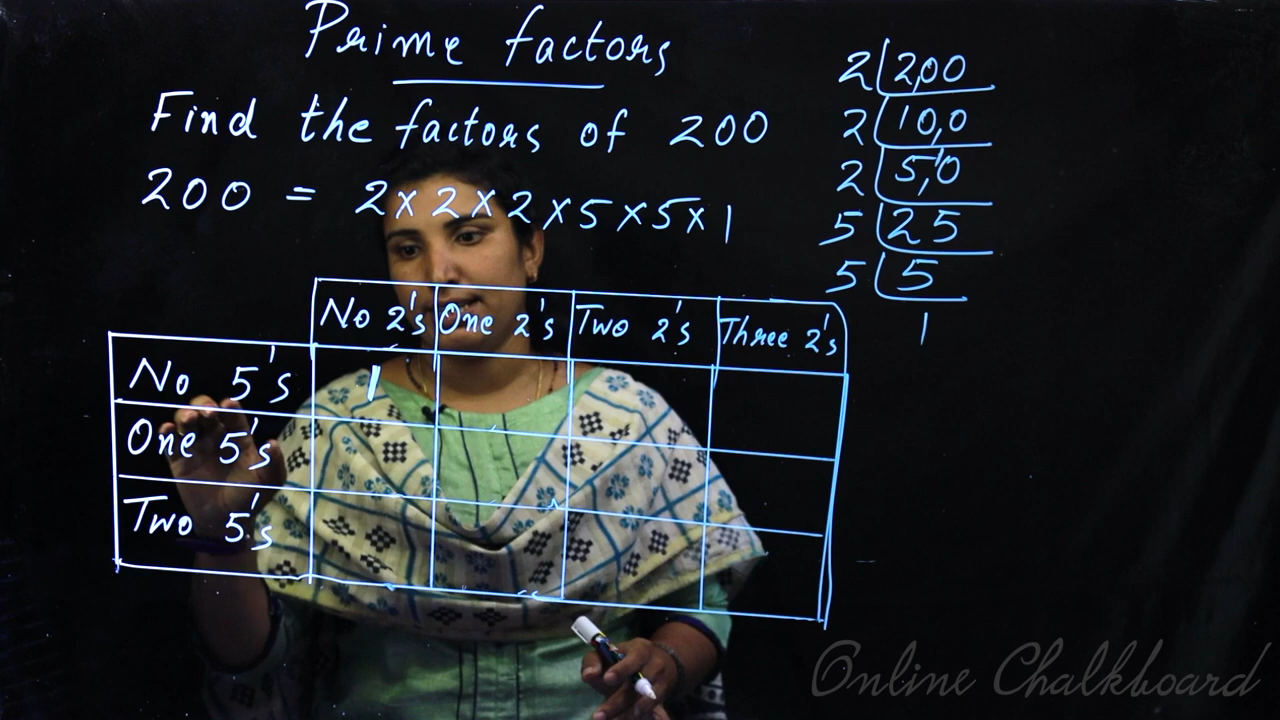 Prime factors
Find the factors of 200
200 = 2 × 2 × 2 × 5 × 5 × 1
2 | 2,00
2 | 10,0
2 | 5,'0
5 | 25
5 | 5
1
No 2's One 2's Two 2's Three 2's
No 5's 1
One 5's
Two 5's
Online Chalkboard